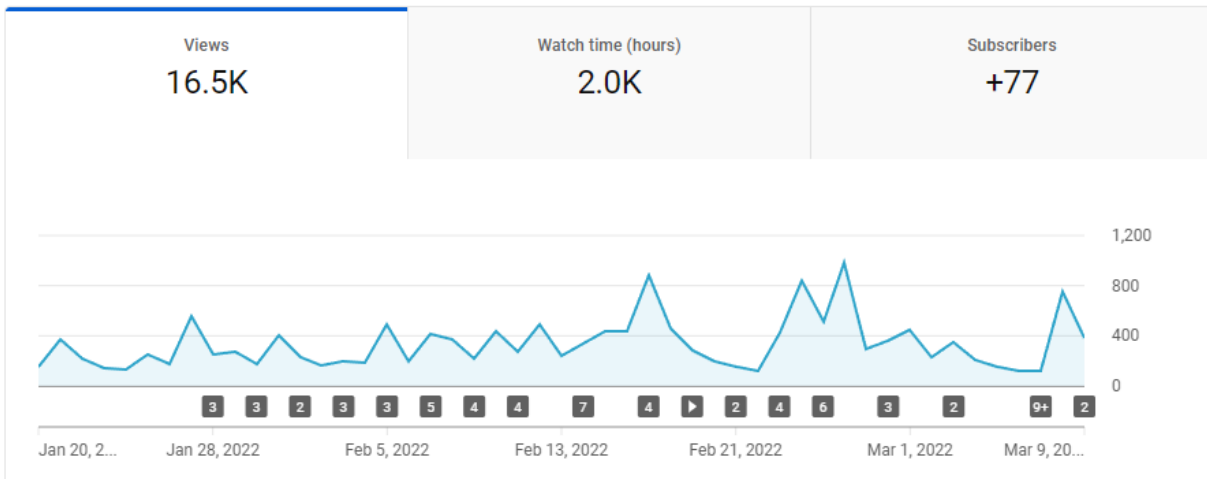 Views
16.5K
Watch time (hours)
2.0K
Subscribers
+77
1,200
800
400
0
3 3 2 3 3 5 4 4 7 4 2 4 6 3 2 9+ 2
Jan 20, 2... Jan 28, 2022 Feb 5, 2022 Feb 13, 2022 Feb 21, 2022 Mar 1, 2022 Mar 9, 20...